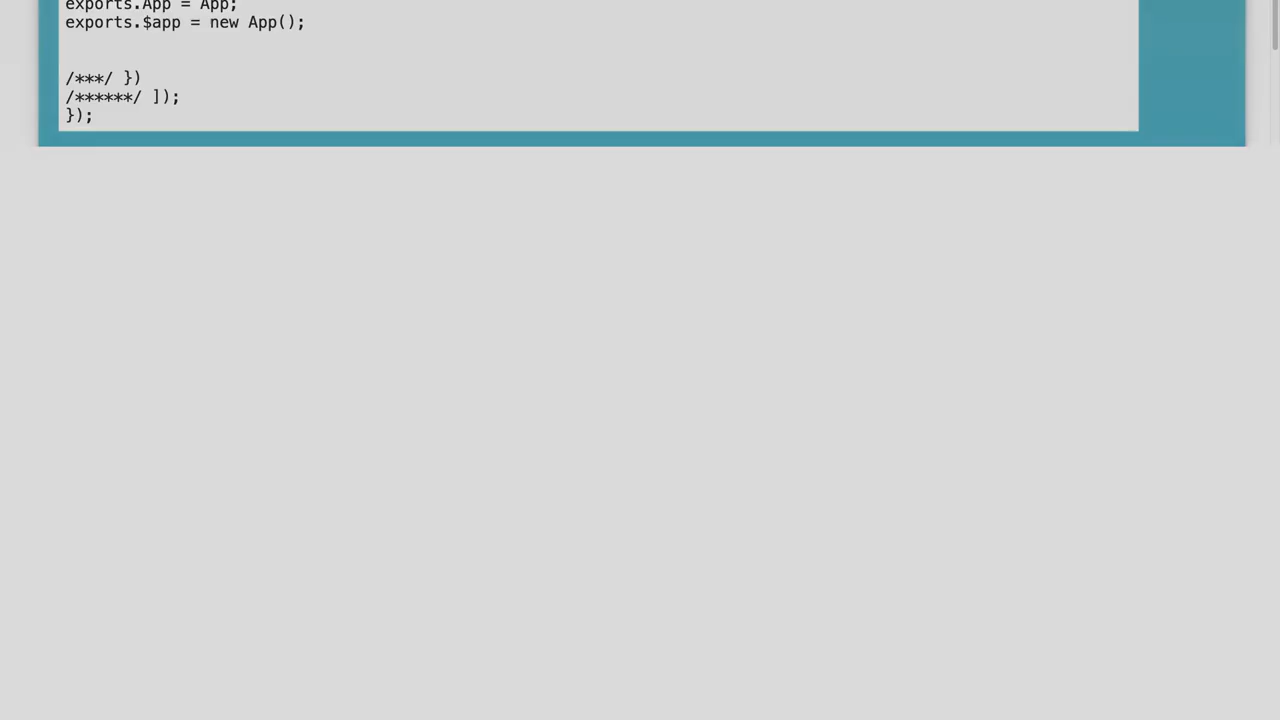 exports.App = App;
exports.$app = new App();
/***/ })
/******/ ]);
});